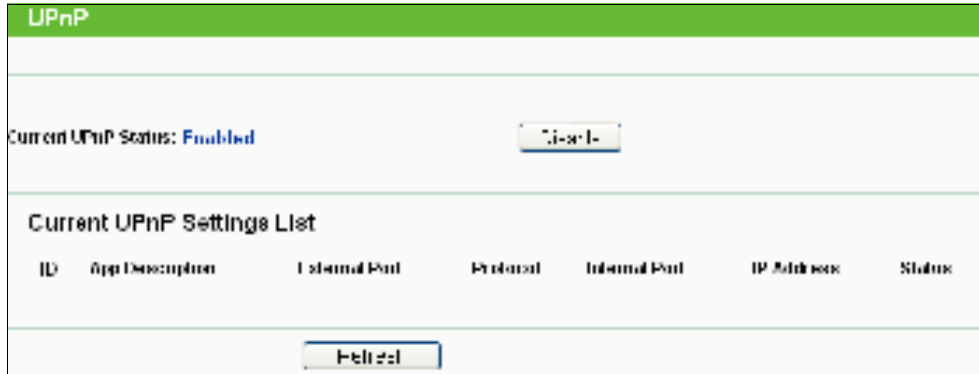 UPnP
Current UPnP Status: Enabled Disable
Current UPnP Settings List
ID App Description External Port Protocol Internal Port IP Address Status
Refresh